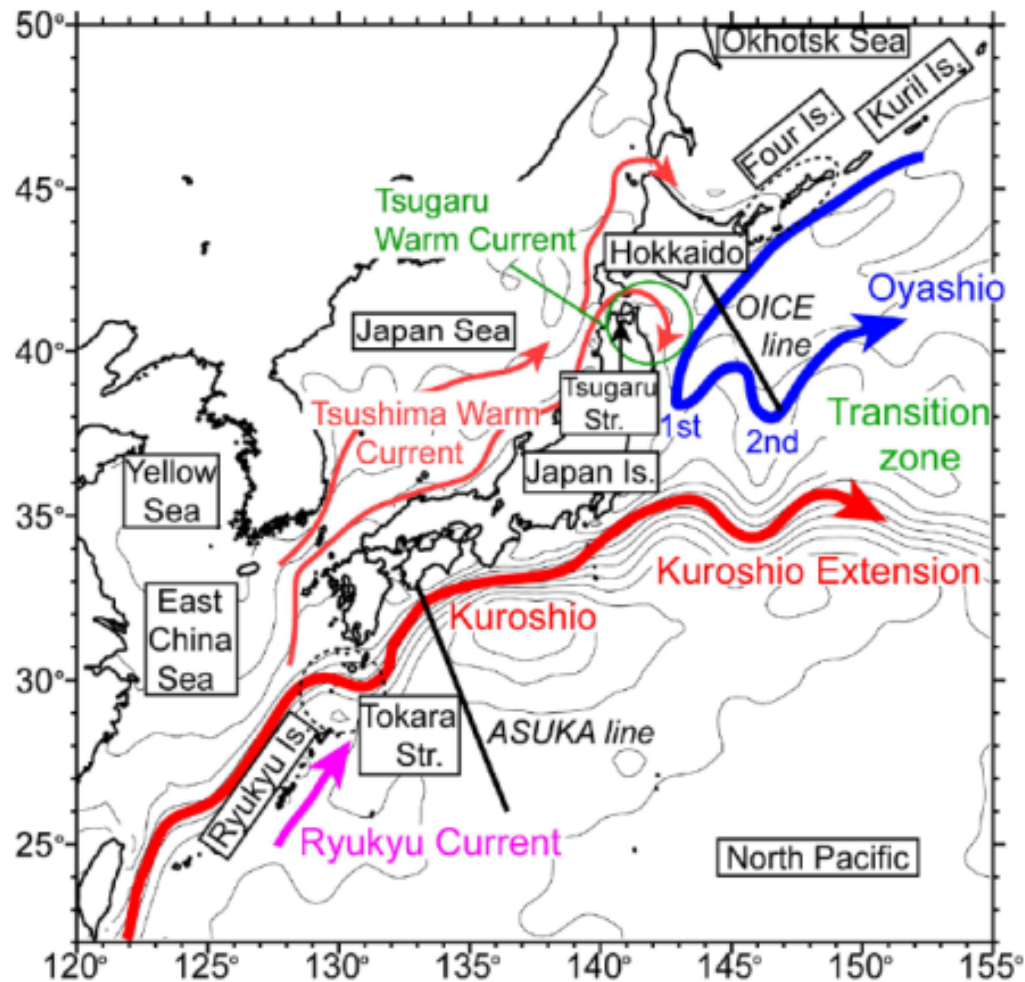 50°
45°
40°
35°
30°
25°
120°
125°
130°
135°
140°
145°
150°
155°
Okhotsk Sea
Kuril Is.
Four Is.
Tsugaru
Warm Current
Hokkaido
OICE
line
Oyashio
Japan Sea
Tsugaru
Str.
1st
2nd
Transition
zone
Tsushima Warm
Current
Japan Is.
Yellow
Sea
Kuroshio Extension
East
China
Sea
Kuroshio
Tokara
Str.
ASUKA line
Ryukyu Is.
Ryukyu Current
North Pacific